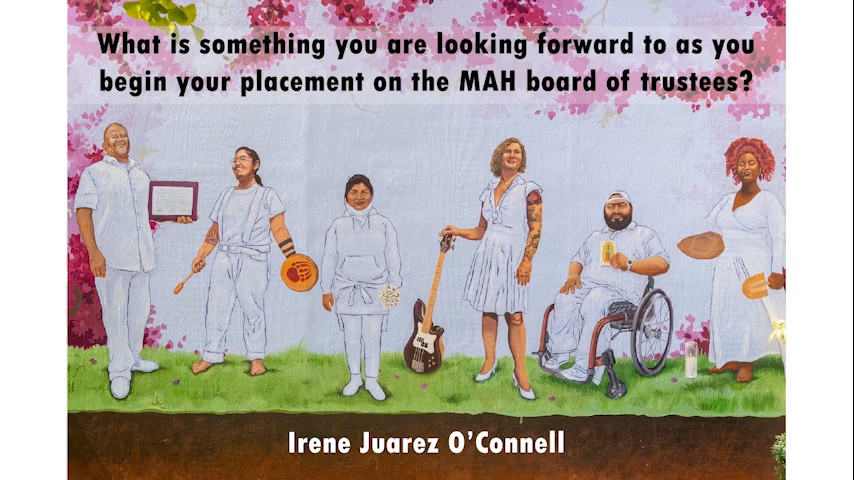 What is something you are looking forward to as you
begin your placement on the MAH board of trustees?
Irene Juarez O’Connell